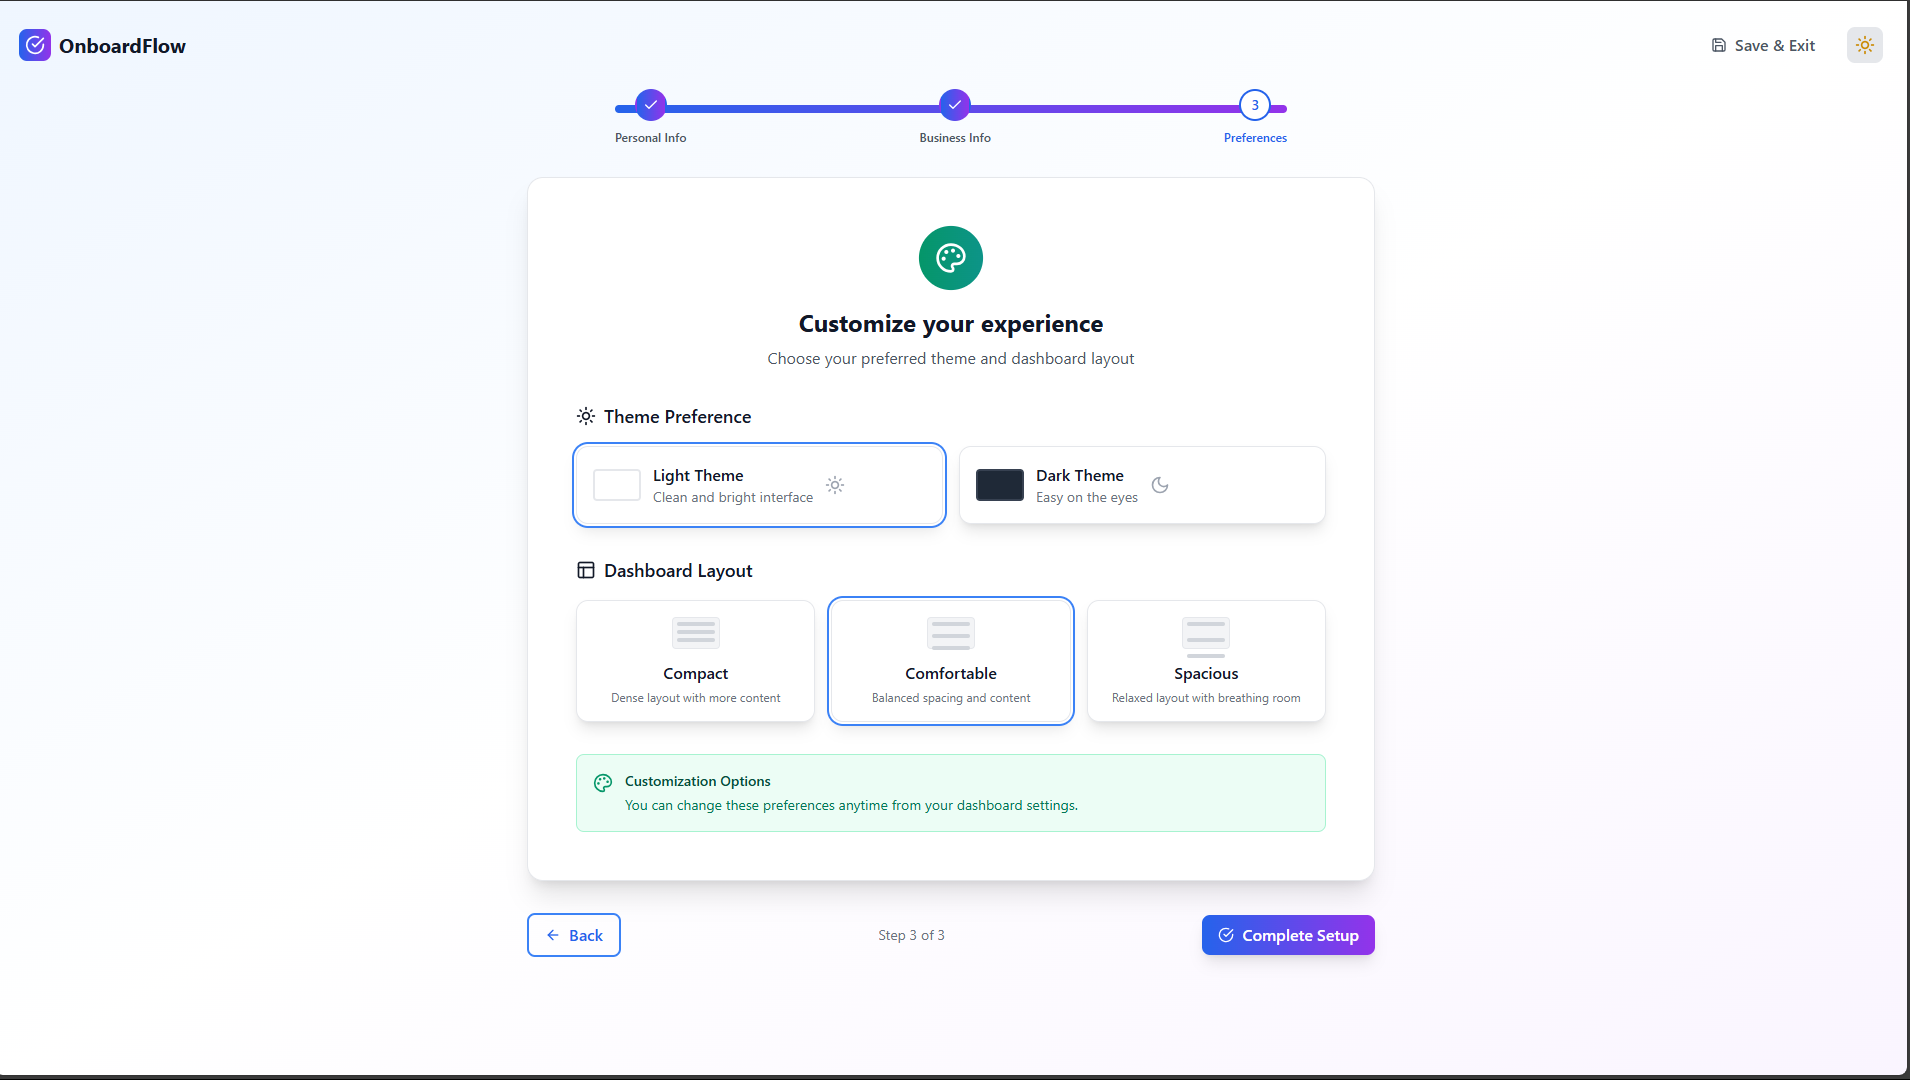 OnboardFlow
Save & Exit
3
Personal Info
Business Info
Preferences
Customize your experience
Choose your preferred theme and dashboard layout
Theme Preference
Light Theme
Clean and bright interface
Dark Theme
Easy on the eyes
Dashboard Layout
Compact
Dense layout with more content
Comfortable
Balanced spacing and content
Spacious
Relaxed layout with breathing room
Customization Options
You can change these preferences anytime from your dashboard settings.
Back
Step 3 of 3
Complete Setup